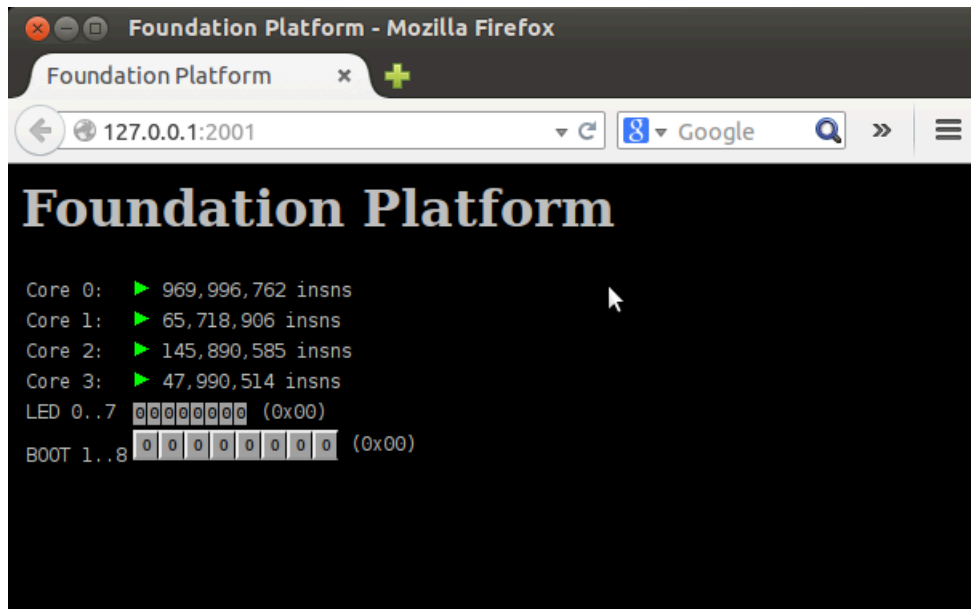 Foundation Platform - Mozilla Firefox
Foundation Platform
127.0.0.1:2001
8 Google
Foundation Platform
Core 0: 969,996,762 insns
Core 1: 65,718,906 insns
Core 2: 145,890,585 insns
Core 3: 47,990,514 insns
LED 0..7 00000000 (0x00)
BOOT 1..8 0 0 0 0 0 0 0 0 (0x00)